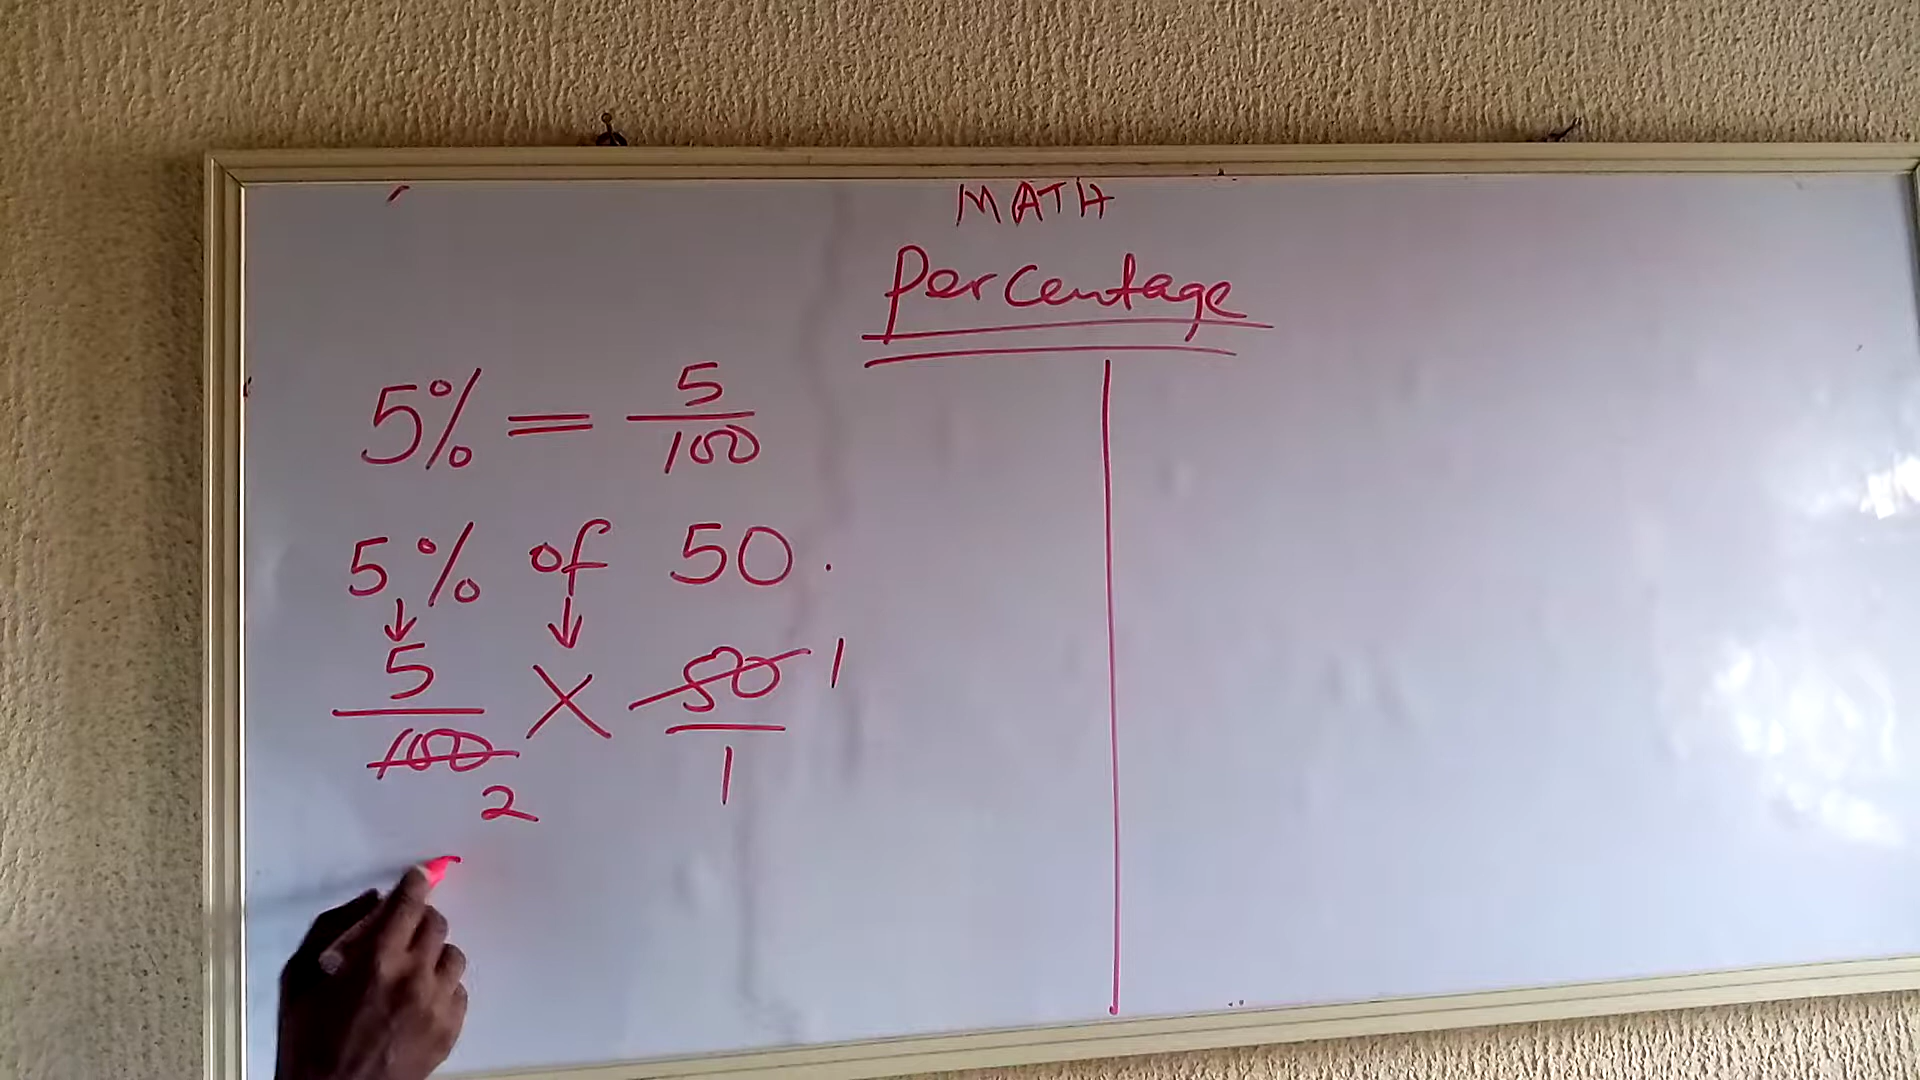 MATH
Percentage
5% = 5/100
5% of 50.
↓ ↓
5/100 × 50/1 1
2